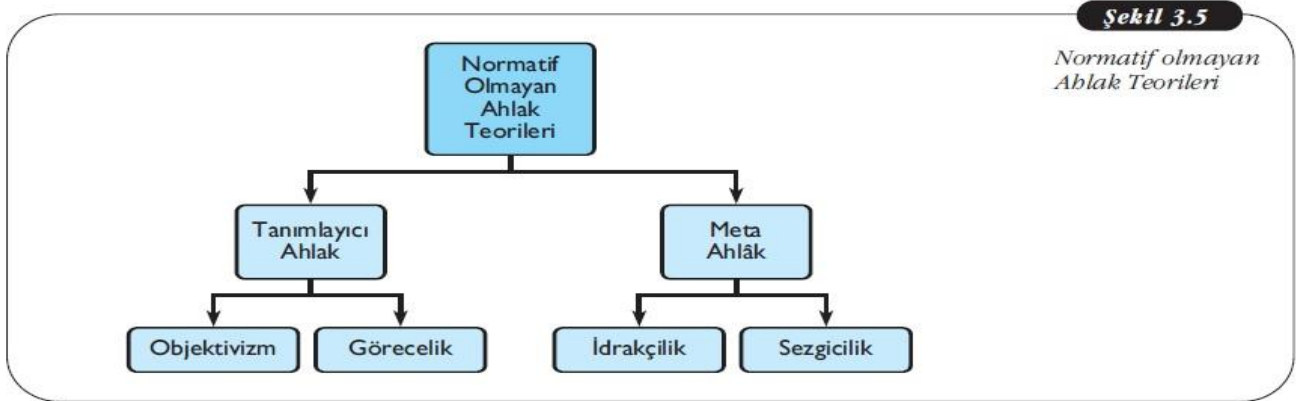 Şekil 3.5
Normatif olmayan
Ahlak Teorileri
Normatif
Olmayan
Ahlak
Teorileri
Tanımlayıcı
Ahlak
Meta
Ahlâk
Objektivizm
Görecelik
İdrakçilik
Sezgicilik